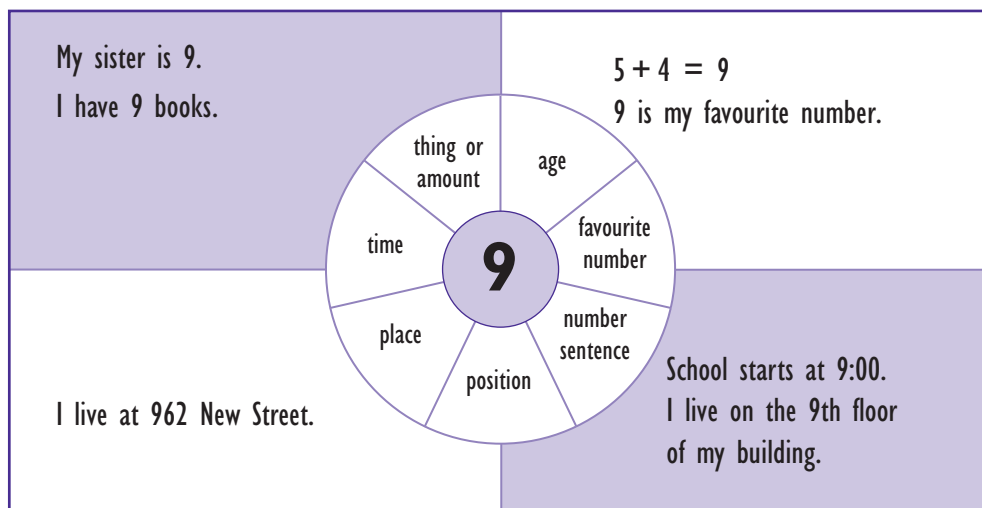 My sister is 9.
I have 9 books.
5 + 4 = 9
9 is my favourite number.
thing or
amount
age
time
favourite
number
9
place
number
sentence
position
I live at 962 New Street.
School starts at 9:00.
I live on the 9th floor
of my building.